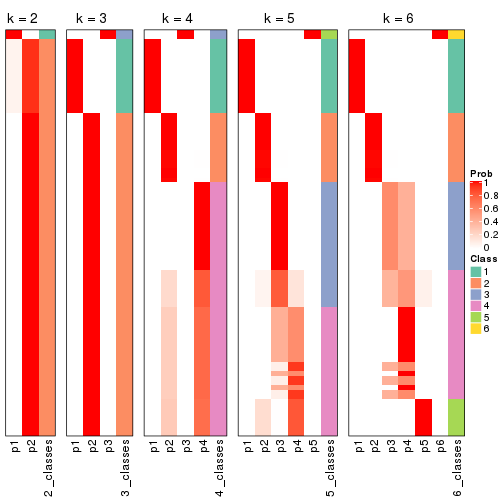 k = 2
k = 3
k = 4
k = 5
k = 6
Prob
1
0.8
0.6
0.4
0.2
0
Class
1
2
3
4
5
6
p1
p2
2_classes
p1
p2
p3
3_classes
p1
p2
p3
p4
4_classes
p1
p2
p3
p4
p5
5_classes
p1
p2
p3
p4
p5
p6
6_classes